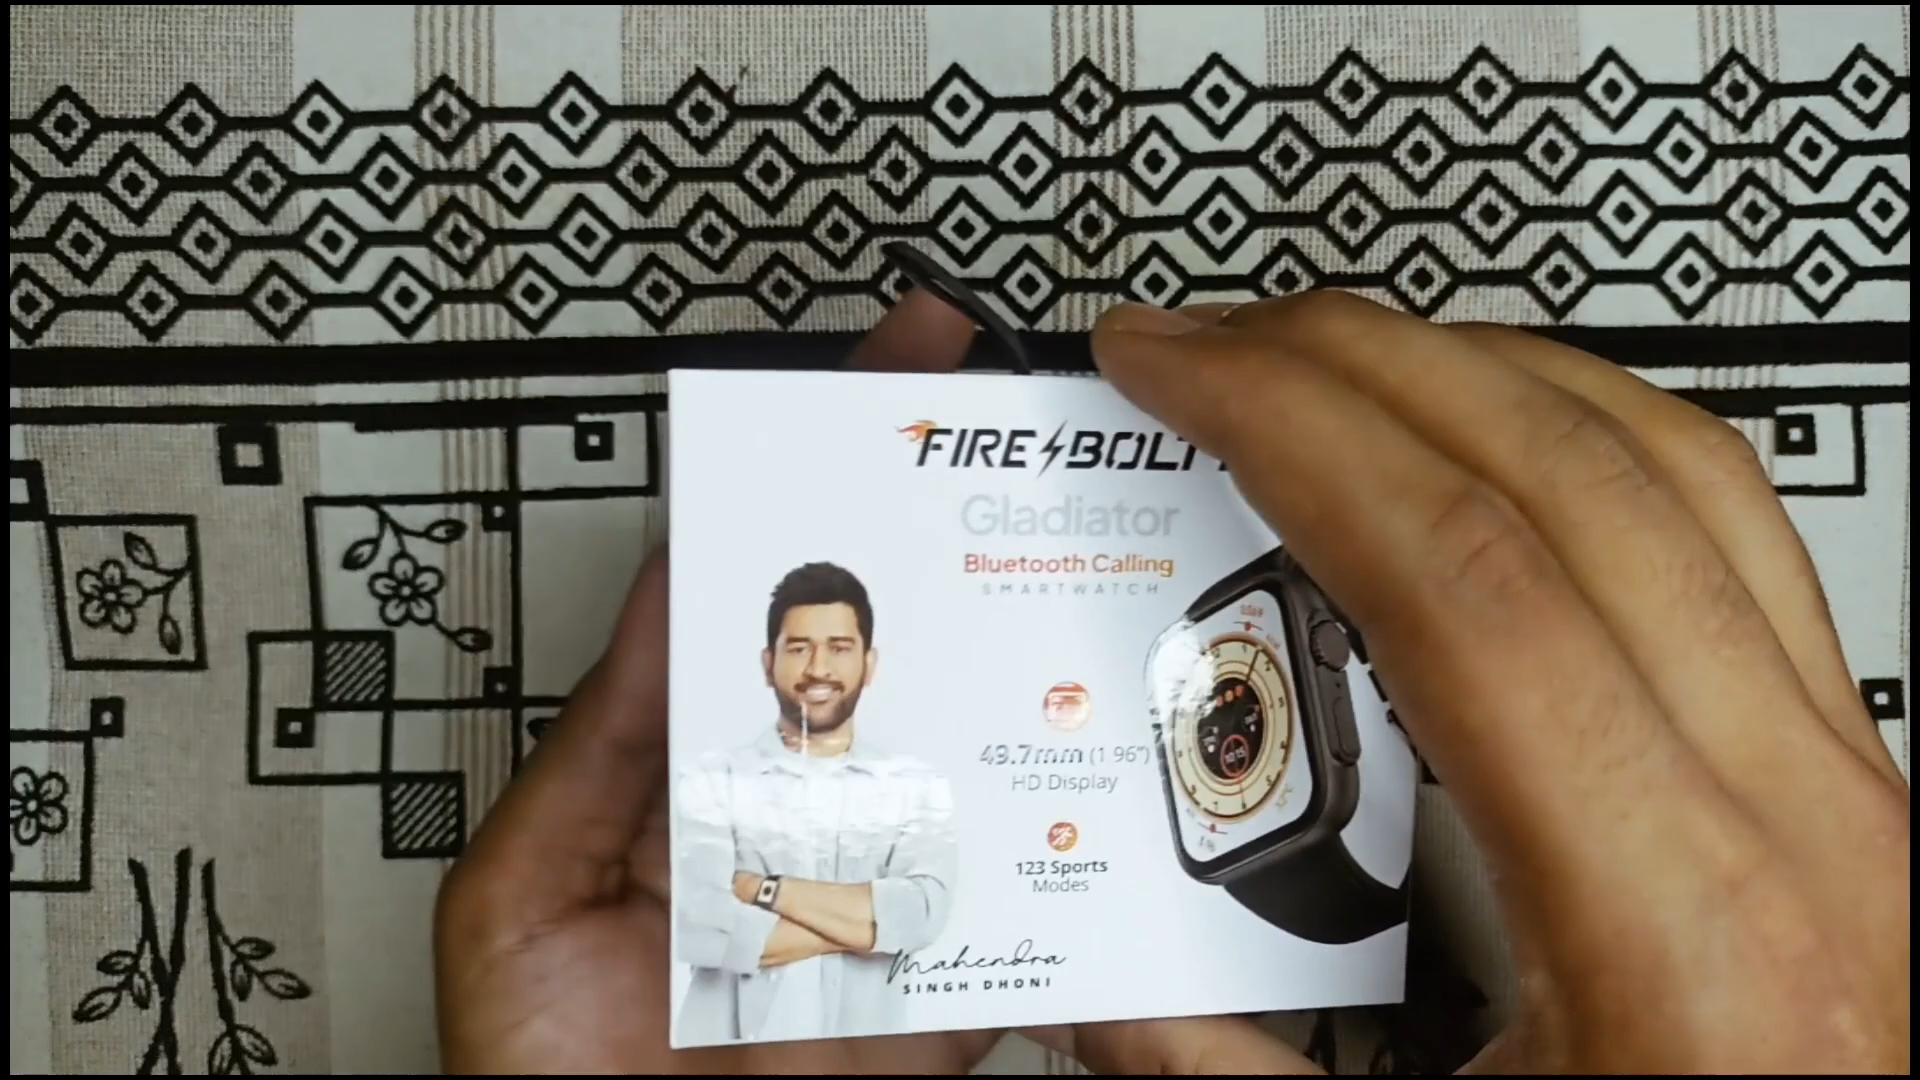 FIRE BOLT
Gladiator
Bluetooth Calling
SMARTWATCH
49.7mm (1 96")
HD Display
123 Sports
Modes
Mahendra
SINGH DHONI